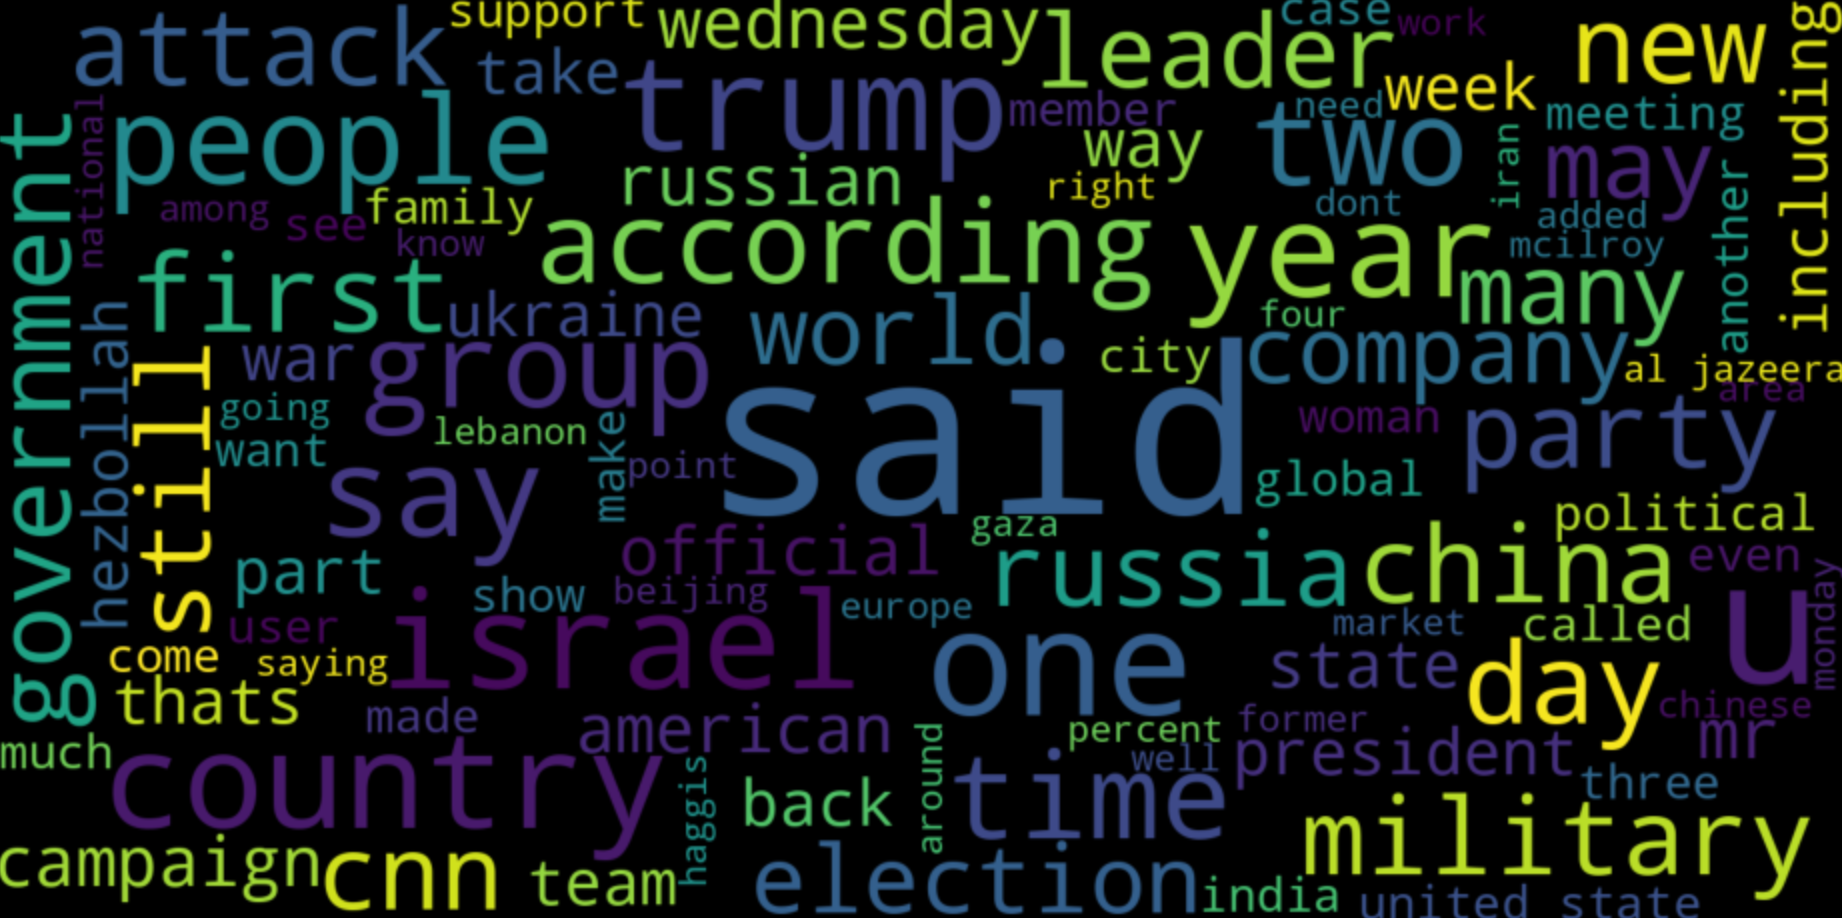 support
wednesday
case
work
new
including
attack
take
leader
week
trump
member
need
meeting
national
people
way
two
iran
may
government
russian
right
dont
another
among
see
family
know
according
year
added
mcilroy
first
ukraine
world
four
many
hezbollah
war
group
city
company
al jazeera
still
going
want
lebanon
make
point
said
woman
area
party
say
global
political
official
gaza
russia
china
even
part
show
beijing
europe
market
called
u
monday
user
israel
come
saying
one
state
day
thats
made
american
percent
former
chinese
mr
much
country
haggis
back
around
well
president
time
three
military
campaign
cnn
team
election
india
united state